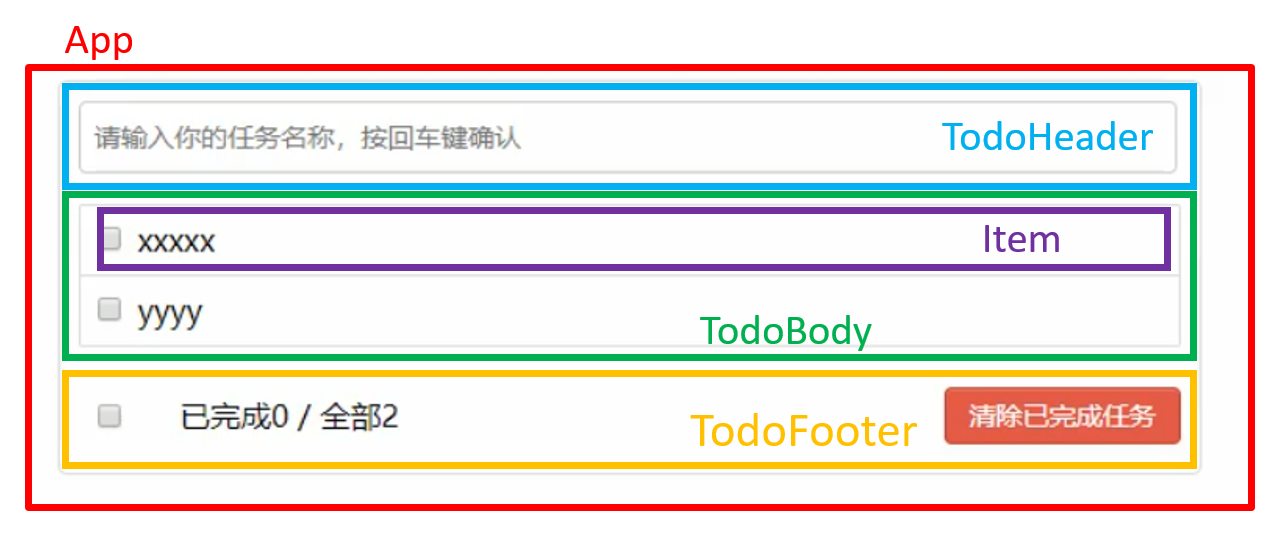 App
请输入你的任务名称，按回车键确认
TodoHeader
xxxxx
Item
yyyy
TodoBody
已完成0 / 全部2
TodoFooter
清除已完成任务